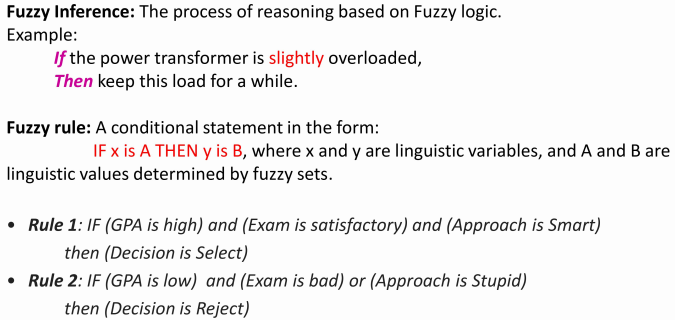 Fuzzy Inference: The process of reasoning based on Fuzzy logic.
Example:
If the power transformer is slightly overloaded,
Then keep this load for a while.
Fuzzy rule: A conditional statement in the form:
IF x is A THEN y is B, where x and y are linguistic variables, and A and B are
linguistic values determined by fuzzy sets.
• Rule 1: IF (GPA is high) and (Exam is satisfactory) and (Approach is Smart)
then (Decision is Select)
• Rule 2: IF (GPA is low) and (Exam is bad) or (Approach is Stupid)
then (Decision is Reject)